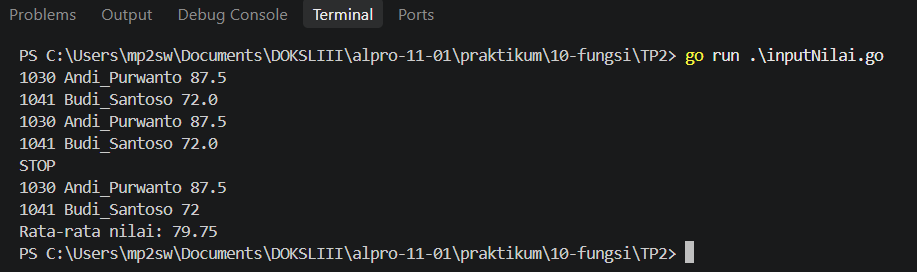 Problems Output Debug Console Terminal Ports
PS C:\Users\mp2sw\Documents\DOKSLIII\alpro-11-01\praktikum\10-fungsi\TP2> go run .\inputNilai.go
1030 Andi_Purwanto 87.5
1041 Budi_Santoso 72.0
1030 Andi_Purwanto 87.5
1041 Budi_Santoso 72.0
STOP
1030 Andi_Purwanto 87.5
1041 Budi_Santoso 72
Rata-rata nilai: 79.75
PS C:\Users\mp2sw\Documents\DOKSLIII\alpro-11-01\praktikum\10-fungsi\TP2>